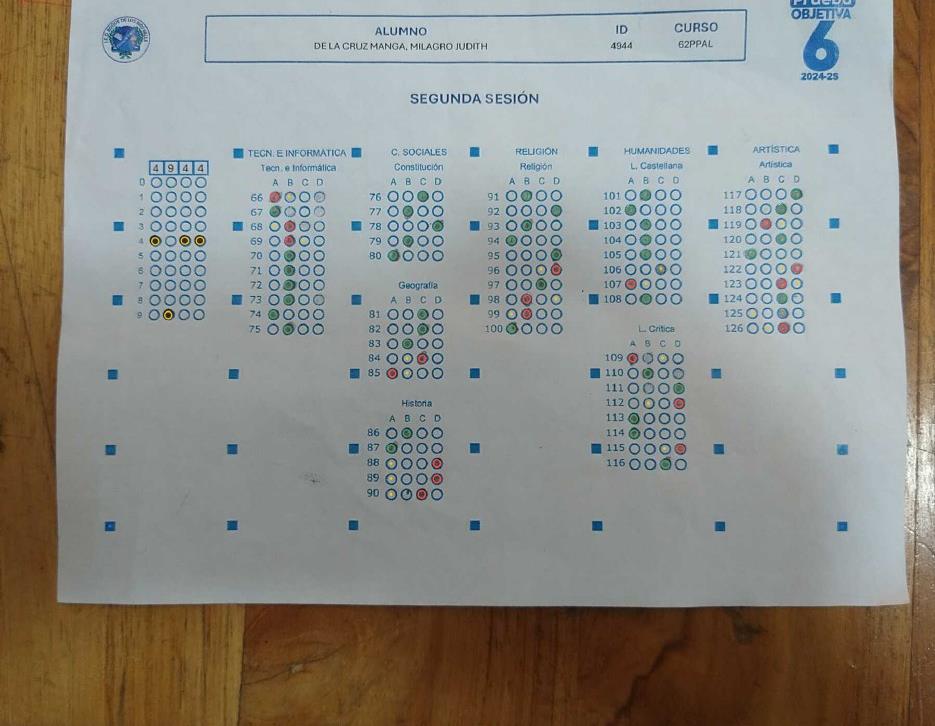 Prueba
OBJETIVA
6
2024-25
ALUMNO ID CURSO
DE LA CRUZ MANGA, MILAGRO JUDITH 4944 62PPAL
SEGUNDA SESIÓN
4 9 4 4
0
1
2
3
4
5
6
7
8
9
TECN. E INFORMÁTICA
Tecn. e Informática
A B C D
66
67
68
69
70
71
72
73
74
75
C. SOCIALES
Constitución
A B C D
76
77
78
79
80
Geografía
A B C D
81
82
83
84
85
Historia
A B C D
86
87
88
89
90
RELIGIÓN
Religión
A B C D
91
92
93
94
95
96
97
98
99
100
HUMANIDADES
L. Castellana
A B C D
101
102
103
104
105
106
107
108
L. Crítica
A B C D
109
110
111
112
113
114
115
116
ARTÍSTICA
Artística
A B C D
117
118
119
120
121
122
123
124
125
126